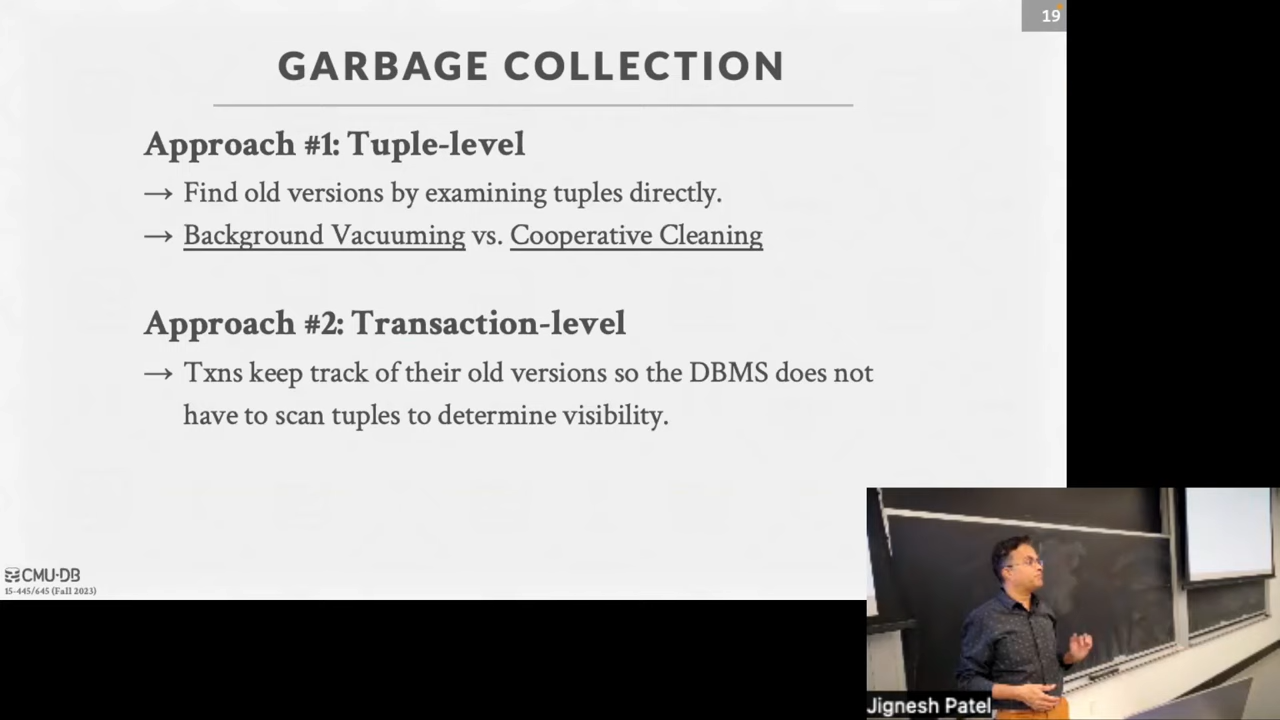 19
GARBAGE COLLECTION
Approach #1: Tuple-level
→ Find old versions by examining tuples directly.
→ Background Vacuuming vs. Cooperative Cleaning
Approach #2: Transaction-level
→ Txns keep track of their old versions so the DBMS does not
have to scan tuples to determine visibility.
CMU·DB
15-445/645 (Fall 2023)
Jignesh Patel